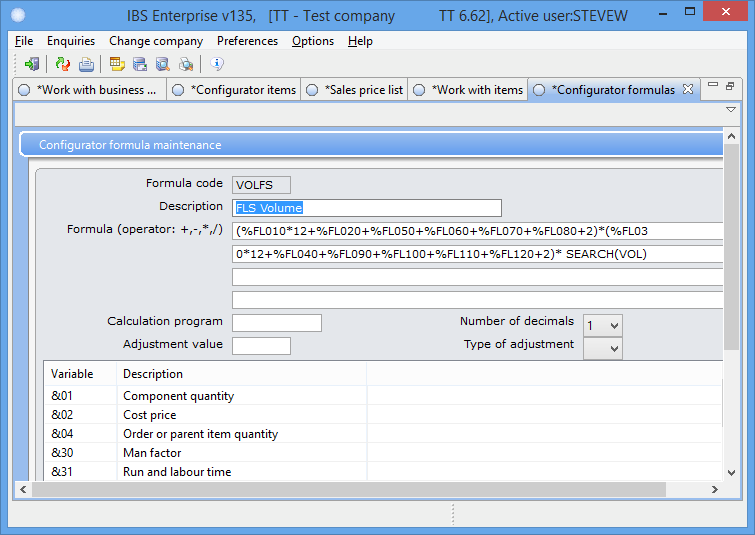 IBS Enterprise v135, [TT - Test company TT 6.62], Active user:STEVEW
File Enquiries Change company Preferences Options Help
*Work with business ... *Configurator items *Sales price list *Work with items *Configurator formulas
Configurator formula maintenance
Formula code VOLFS
Description FLS Volume
Formula (operator: +,-,*,/) (%FL010*12+%FL020+%FL050+%FL060+%FL070+%FL080+2)*(%FL03
0*12+%FL040+%FL090+%FL100+%FL110+%FL120+2)* SEARCH(VOL)
Calculation program Number of decimals 1
Adjustment value Type of adjustment
Variable Description
&01 Component quantity
&02 Cost price
&04 Order or parent item quantity
&30 Man factor
&31 Run and labour time